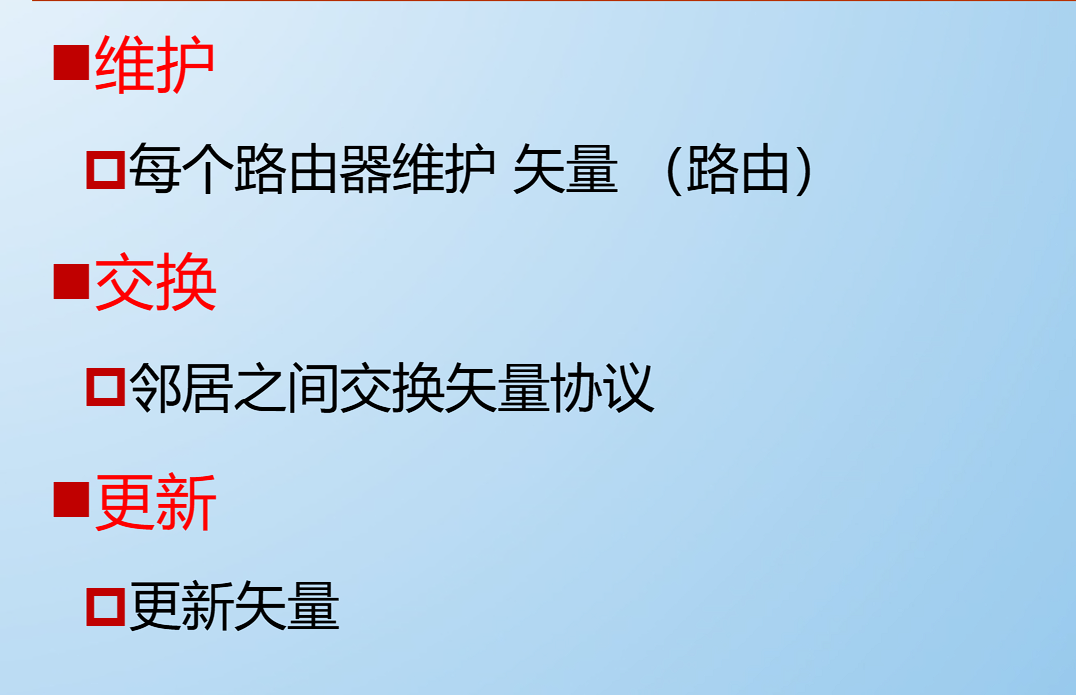 维护
每个路由器维护 矢量 （路由）
交换
邻居之间交换矢量协议
更新
更新矢量